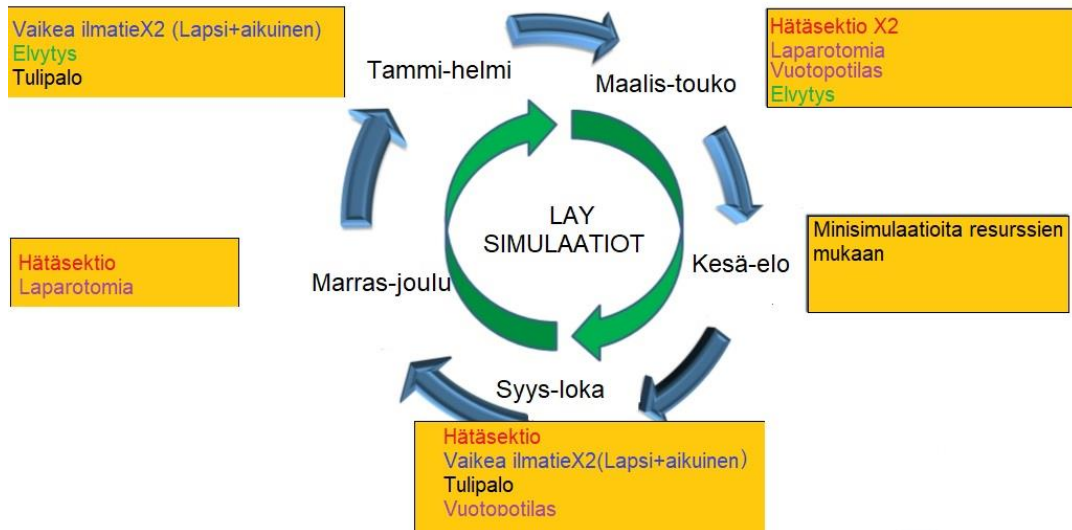 Vaikea ilmatieX2 (Lapsi+aikuinen)
Elvytys
Tulipalo
Tammi-helmi
Maalis-touko
Hätäsektio X2
Laparotomia
Vuotopotilas
Elvytys
LAY
SIMULAATIOT
Kesä-elo
Minisimulaatioita resurssien
mukaan
Hätäsektio
Laparotomia
Marras-joulu
Syys-loka
Hätäsektio
Vaikea ilmatieX2(Lapsi+aikuinen)
Tulipalo
Vuotopotilas